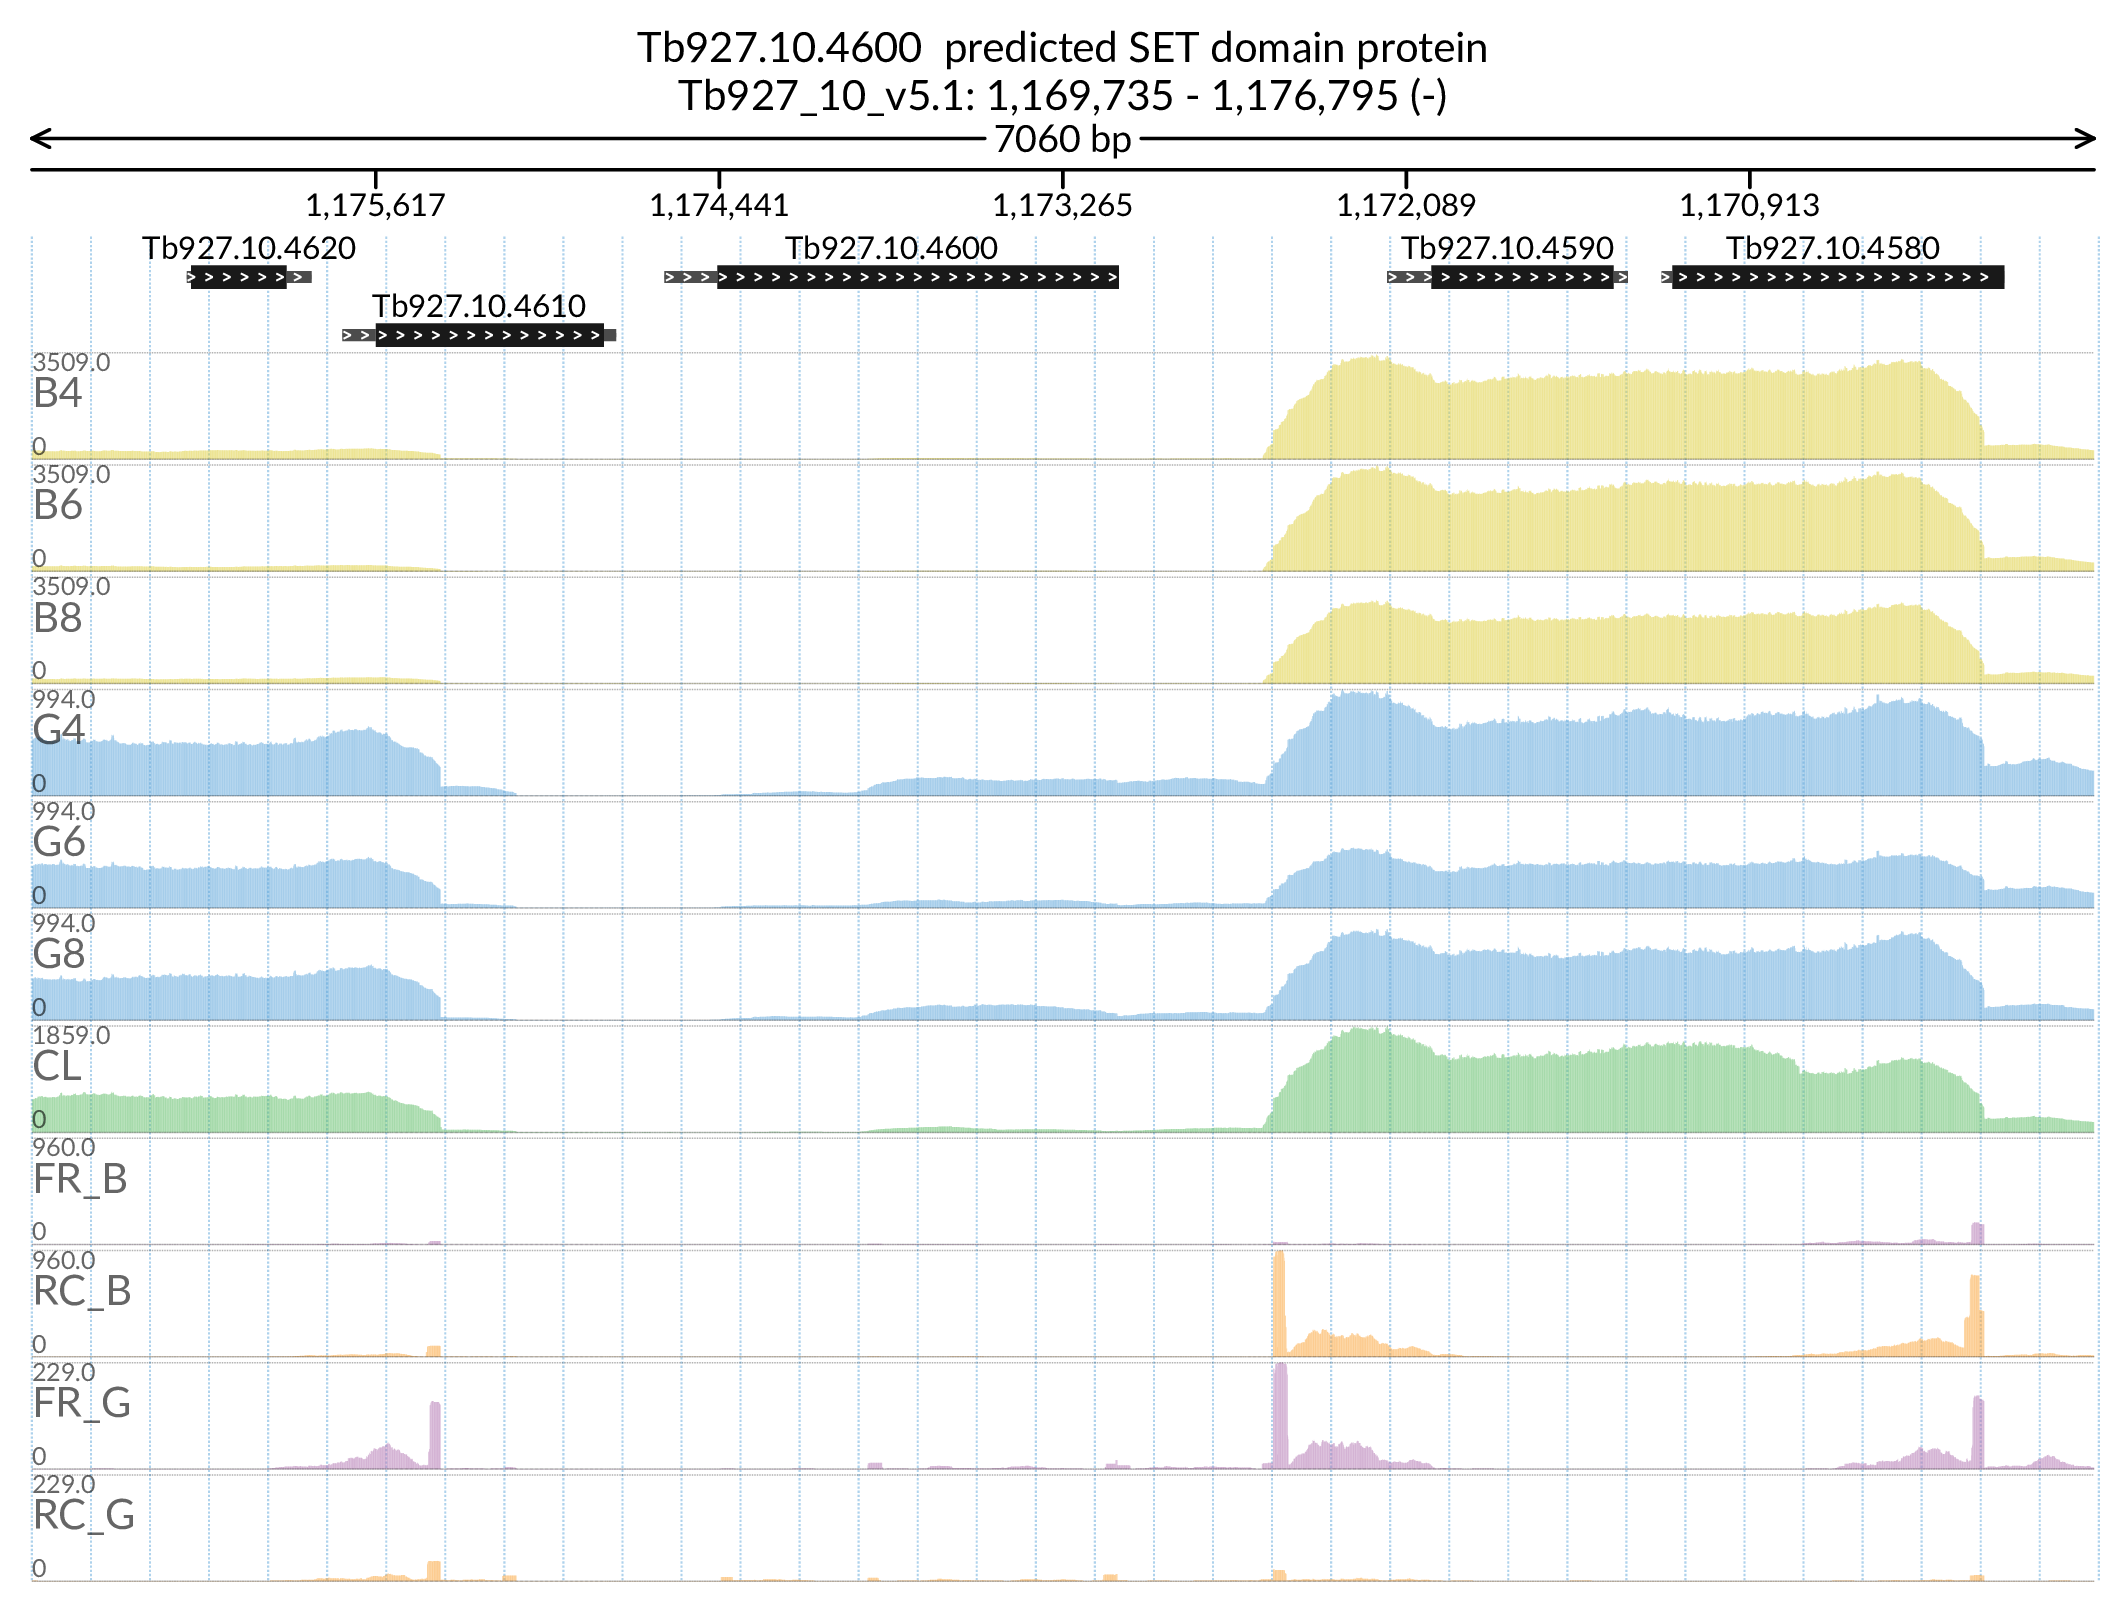 Tb927.10.4600  predicted SET domain protein
Tb927_10_v5.1: 1,169,735 - 1,176,795 (-)
7060 bp
1,175,617 1,174,441 1,173,265 1,172,089 1,170,913
Tb927.10.4620 Tb927.10.4600 Tb927.10.4590 Tb927.10.4580
Tb927.10.4610
3509.0
B4
0
3509.0
B6
0
3509.0
B8
0
994.0
G4
0
994.0
G6
0
994.0
G8
0
1859.0
CL
0
960.0
FR_B
0
960.0
RC_B
0
229.0
FR_G
0
229.0
RC_G
0